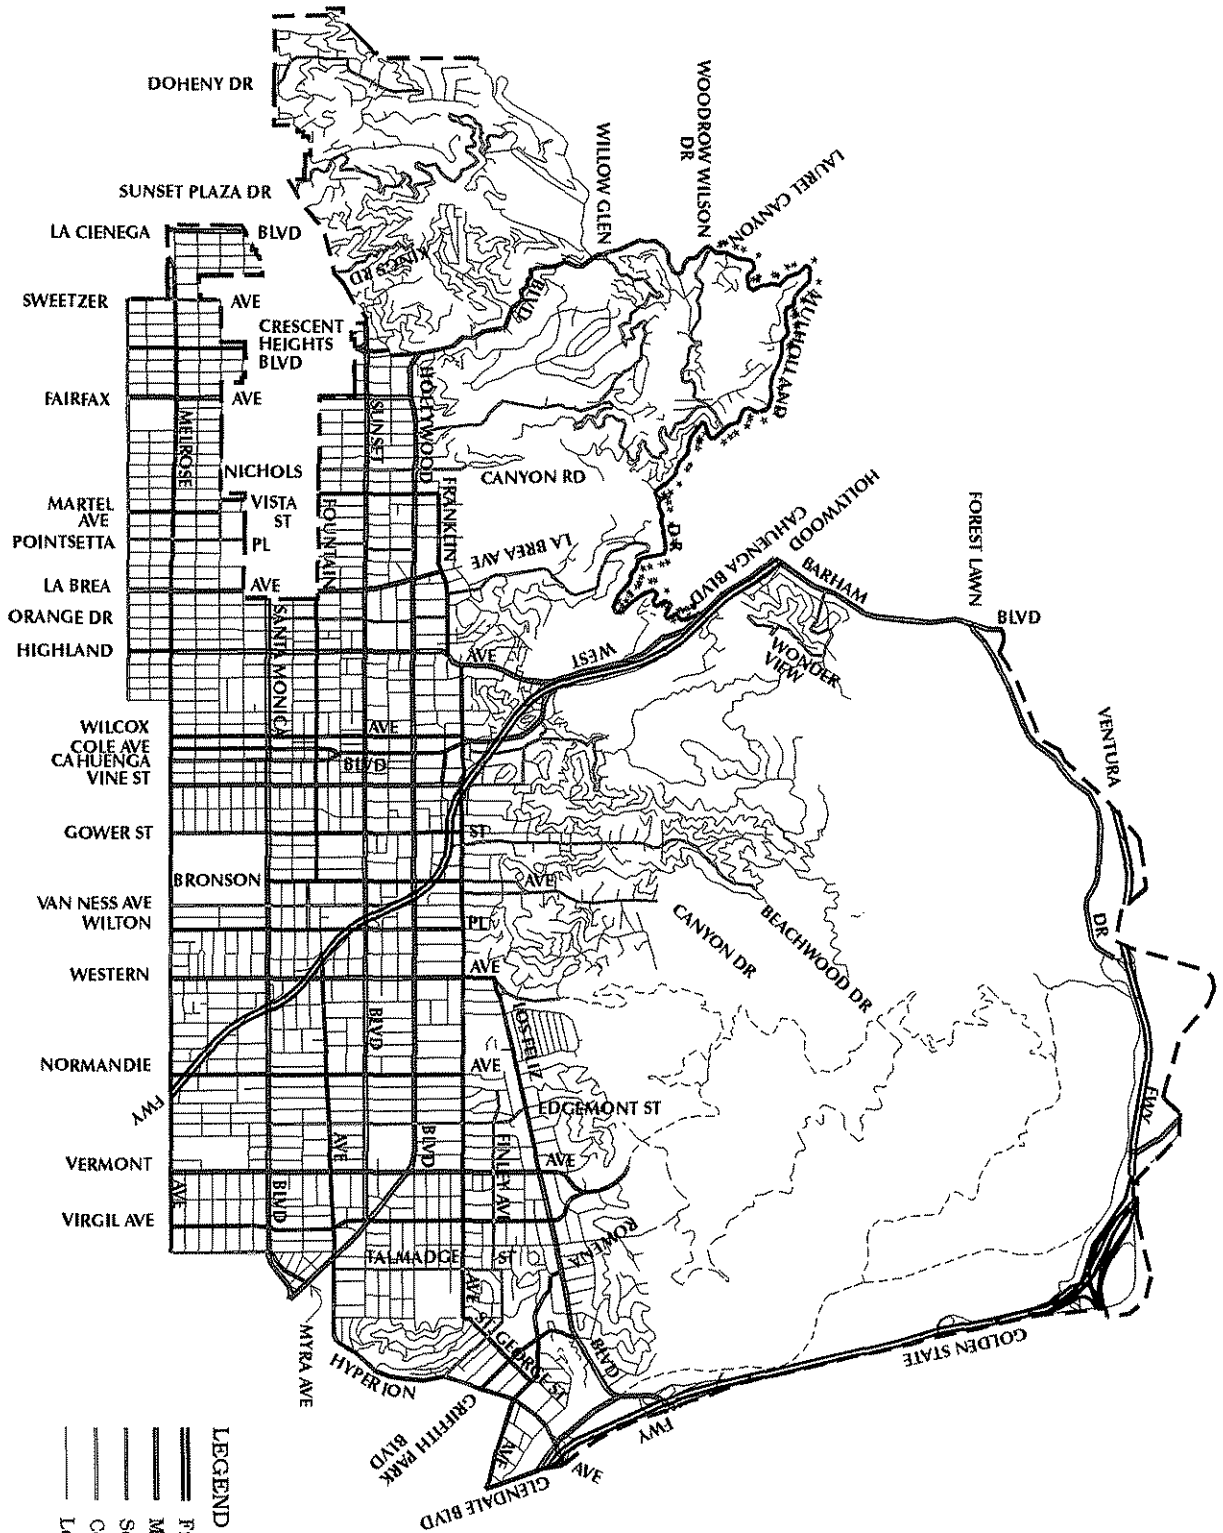 DOHENY DR
SUNSET PLAZA DR
LA CIENEGA
BLVD
SWEETZER
AVE
CRESCENT
HEIGHTS
BLVD
FAIRFAX
AVE
MELROSE
NICHOLS
CANYON RD
MARTEL
AVE
VISTA
ST
POINTSETTA
PL
LA BREA
AVE
ORANGE DR
HIGHLAND
AVE
WILCOX
AVE
COLE AVE
CAHUENGA
BLVD
VINE ST
GOWER ST
ST
BRONSON
AVE
VAN NESS AVE
WILTON
PL
WESTERN
AVE
NORMANDIE
AVE
FWY
EDGEMONT ST
VERMONT
AVE
VIRGIL AVE
TALMADGE
ST
KINGS RD
WILLOW GLEN
WOODROW WILSON
DR
LAUREL CANYON
BLVD
MULHOLLAND
DR
HOLLYWOOD
SUNSET
FOUNTAIN
FRANKLIN
LA BREA AVE
SANTA MONICA
HOLLYWOOD
CAHUENGA BLVD
WEST
BARHAM
BLVD
FOREST LAWN
DR
WONDER
VIEW
VENTURA
FWY
BEACHWOOD DR
CANYON DR
LOS FELIZ
BLVD
BLVD
BLVD
AVE
AVE
BLVD
FINLEY AVE
ROWENA
AVE
AVE
ST GEORGE ST
MYRA AVE
HYPERION
AVE
GRIFFITH PARK
BLVD
GLENDALE BLVD
GOLDEN STATE
FWY
LEGEND